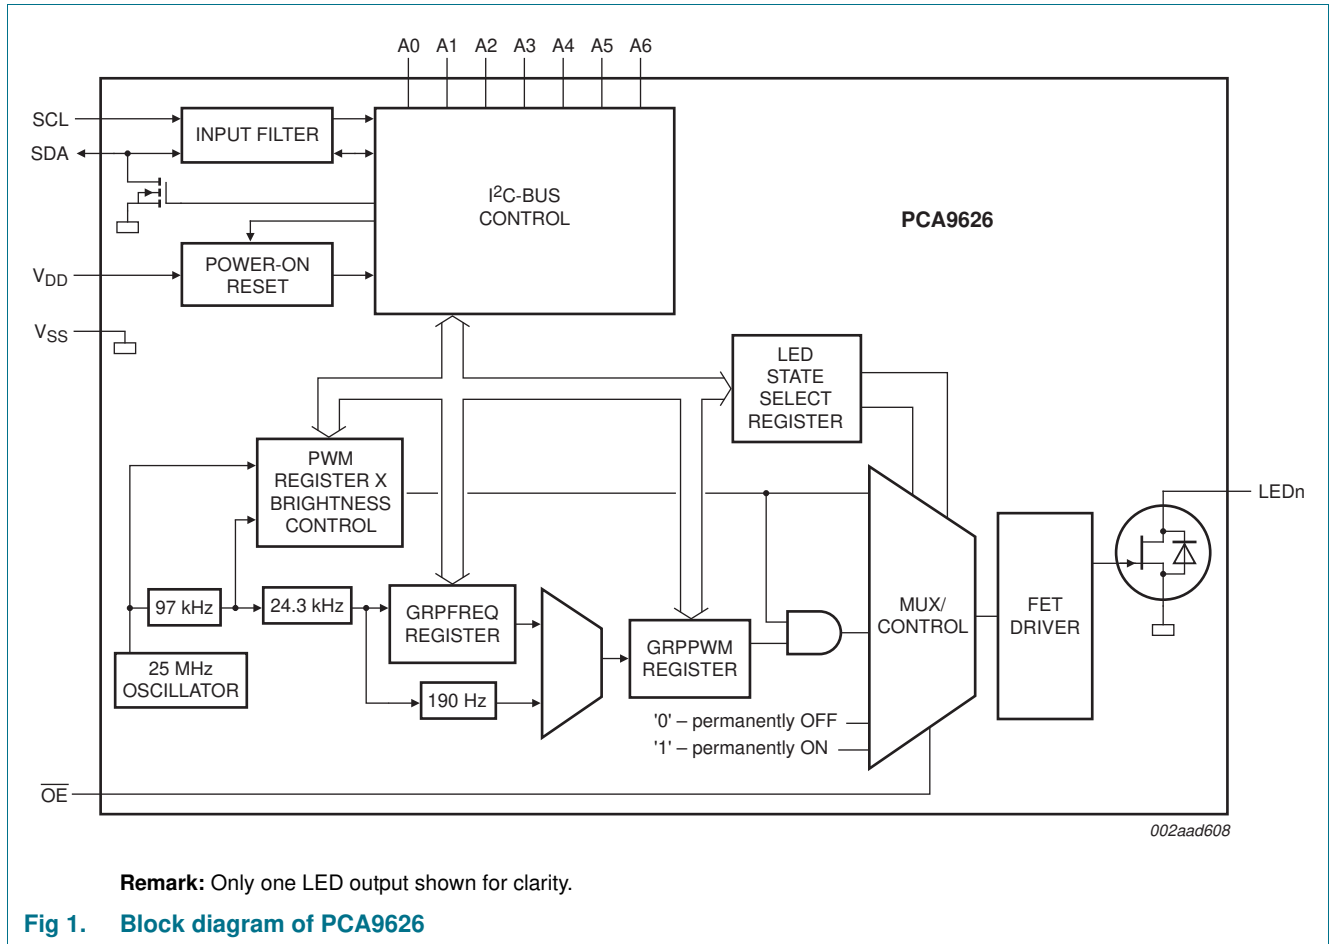 A0 A1 A2 A3 A4 A5 A6
SCL
SDA
INPUT FILTER
I2C-BUS
CONTROL
PCA9626
VDD
POWER-ON
RESET
VSS
LED
STATE
SELECT
REGISTER
PWM
REGISTER X
BRIGHTNESS
CONTROL
LEDn
97 kHz
24.3 kHz
GRPFREQ
REGISTER
MUX/
CONTROL
FET
DRIVER
25 MHz
OSCILLATOR
190 Hz
GRPPWM
REGISTER
'0' – permanently OFF
'1' – permanently ON
OE
002aad608
Remark: Only one LED output shown for clarity.
Fig 1. Block diagram of PCA9626